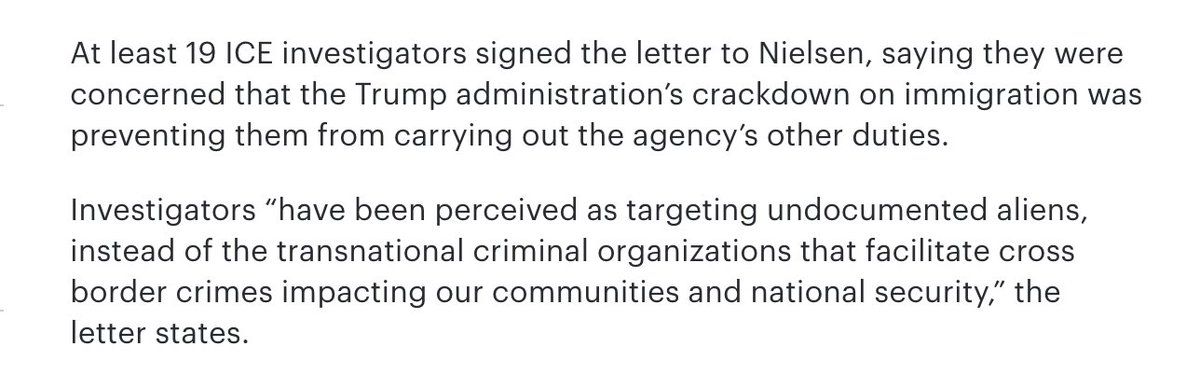 At least 19 ICE investigators signed the letter to Nielsen, saying they were
concerned that the Trump administration’s crackdown on immigration was
preventing them from carrying out the agency’s other duties.
Investigators “have been perceived as targeting undocumented aliens,
instead of the transnational criminal organizations that facilitate cross
border crimes impacting our communities and national security,” the
letter states.